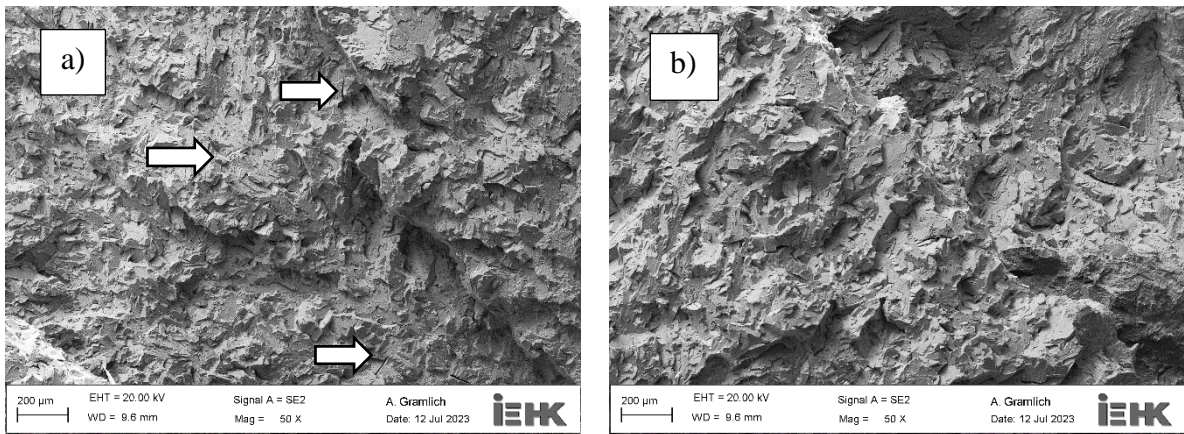 a)
200 µm
EHT = 20.00 kV
WD = 9.6 mm
Signal A = SE2
Mag = 50 X
A. Gramlich
Date: 12 Jul 2023
iEHK
b)
200 µm
EHT = 20.00 kV
WD = 9.6 mm
Signal A = SE2
Mag = 50 X
A. Gramlich
Date: 12 Jul 2023
iEHK